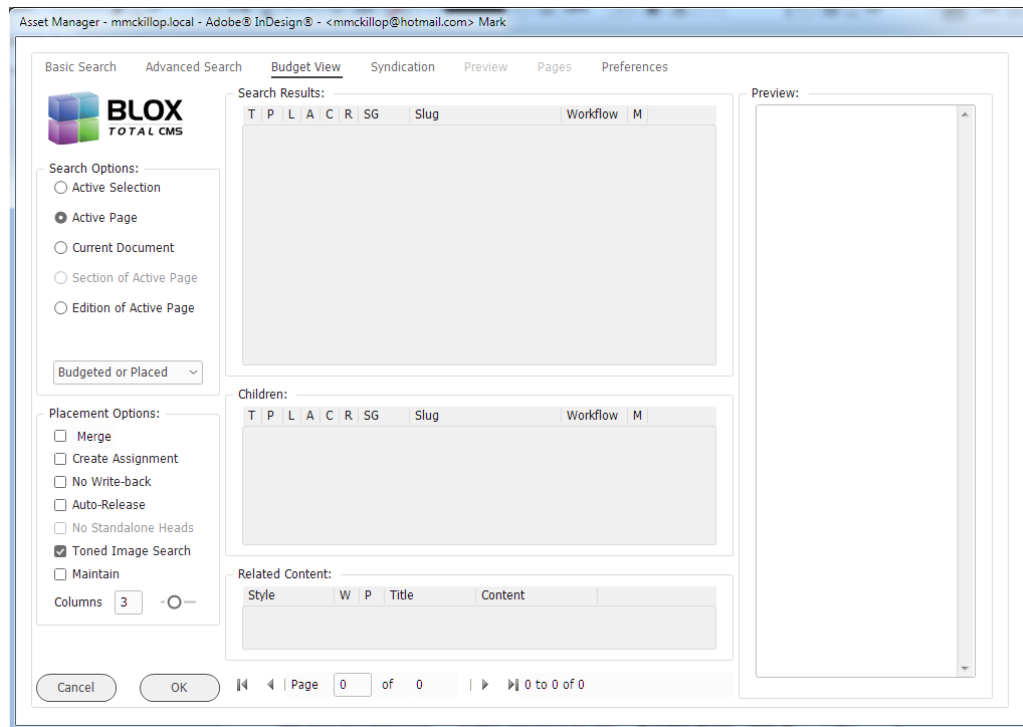 Asset Manager - mmckillop.local - Adobe® InDesign® - <mmckillop@hotmail.com> Mark
Basic Search Advanced Search Budget View Syndication Preview Pages Preferences
BLOX
TOTAL CMS
Search Options:
Active Selection
Active Page
Current Document
Section of Active Page
Edition of Active Page
Budgeted or Placed
Placement Options:
Merge
Create Assignment
No Write-back
Auto-Release
No Standalone Heads
Toned Image Search
Maintain
Columns 3
Cancel OK
Search Results:
T P L A C R SG Slug Workflow M
Children:
T P L A C R SG Slug Workflow M
Related Content:
Style W P Title Content
Page 0 of 0 0 to 0 of 0
Preview: